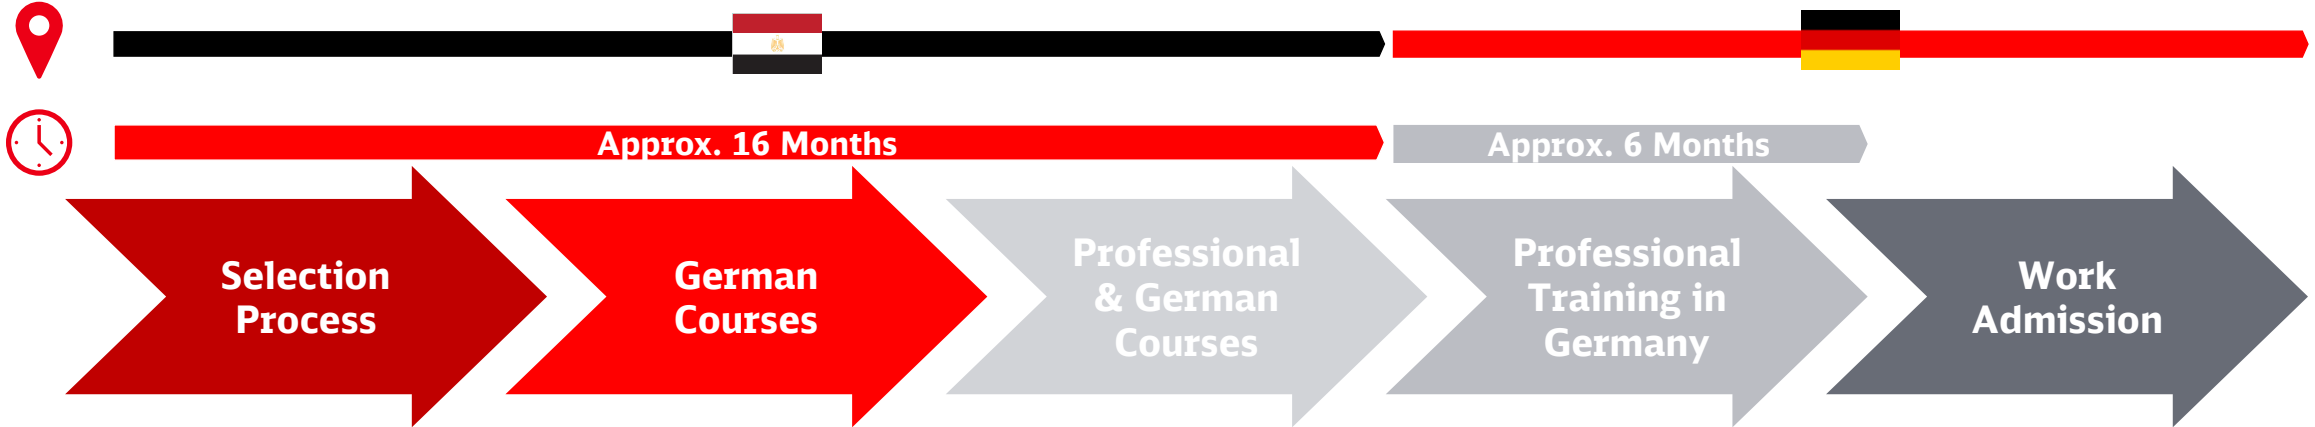 Approx. 16 Months
Approx. 6 Months
Selection
Process
German
Courses
Professional
& German
Courses
Professional
Training in
Germany
Work
Admission